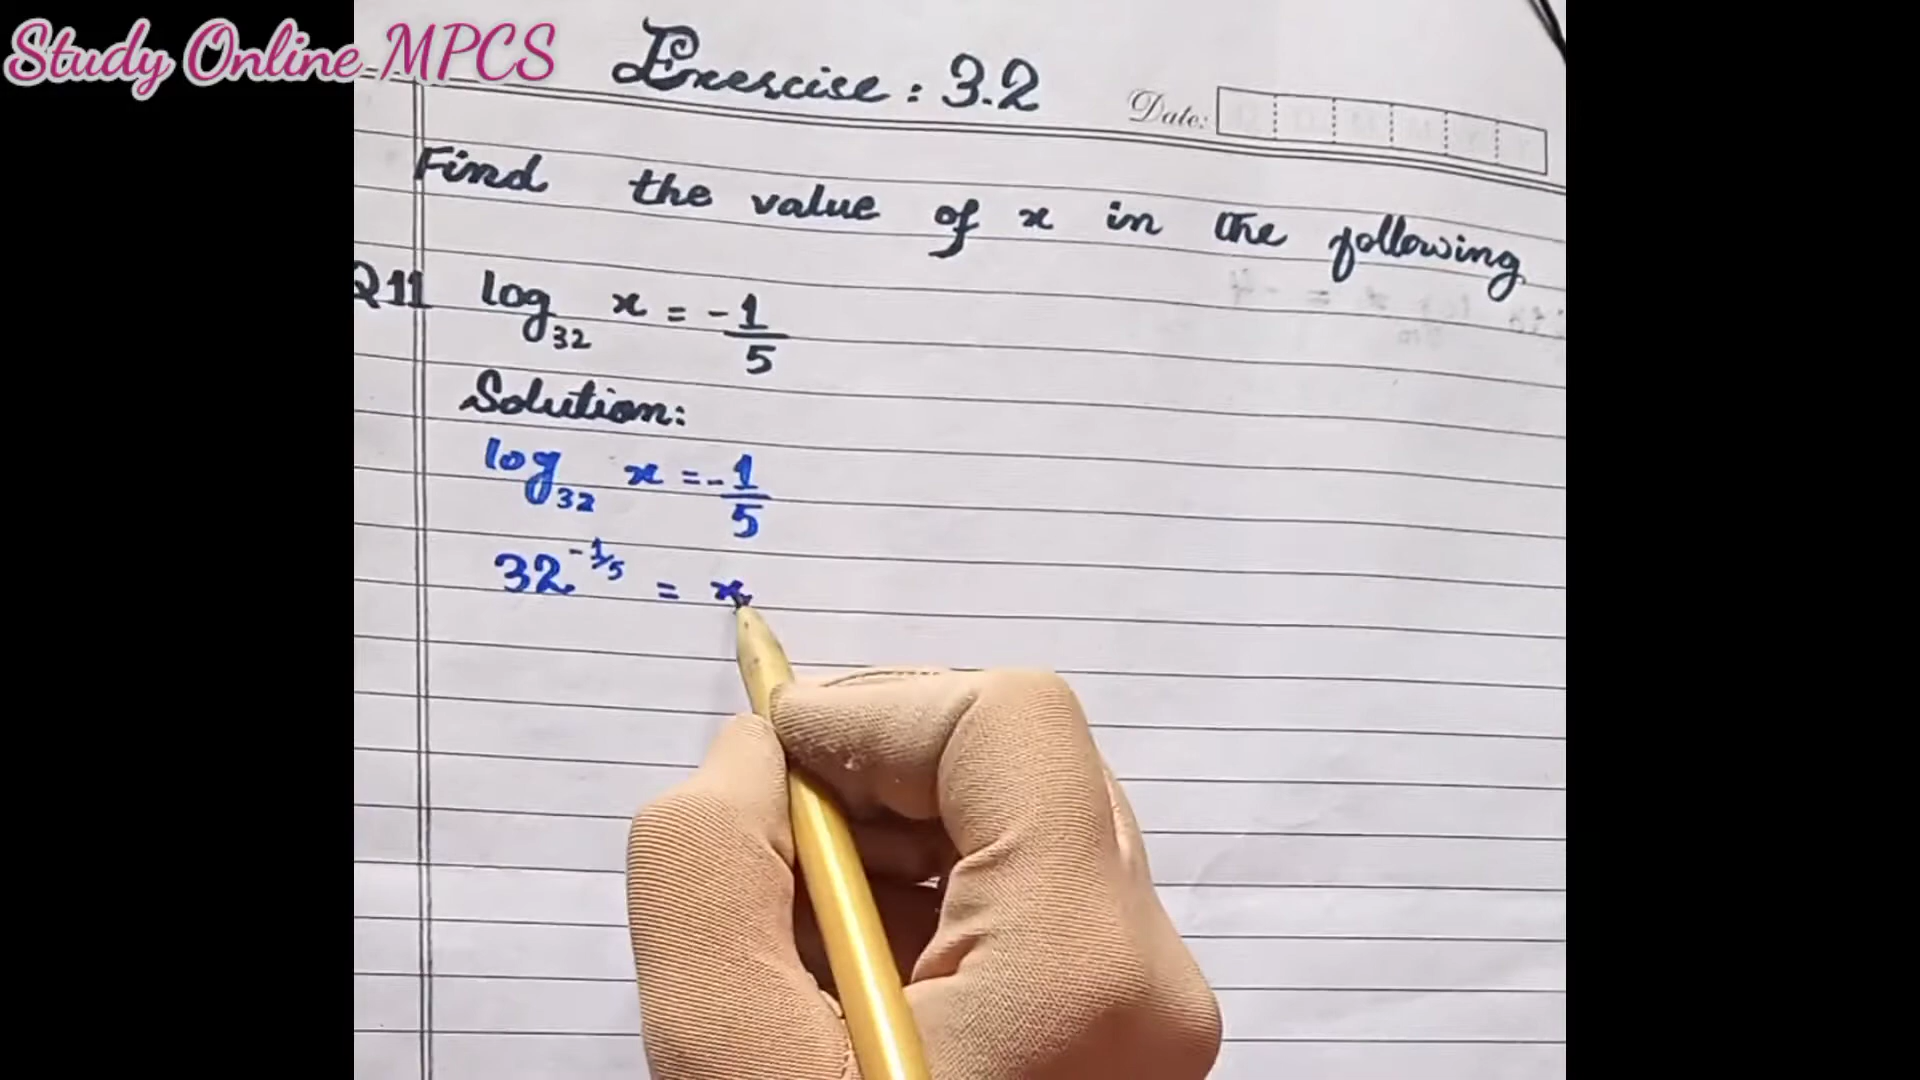 Study Online MPCS
Exercise : 3.2
Date:
Find the value of x in the following
Q11 log₃₂ x = -1/5
Solution:
log₃₂ x = -1/5
32^-1/5 = x